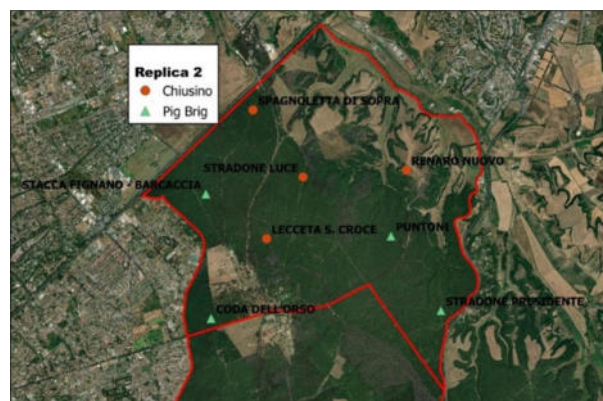 Replica 2
Chiusino
Pig Brig
SPAGNOLETTA DI SOPRA
STRADONE LUCE
RENARO NUOVO
STACCA FIGNANO - BARCACCIA
LECCETA S. CROCE
PUNTONI
CODA DELL'ORSO
STRADONE PRESIDENTE